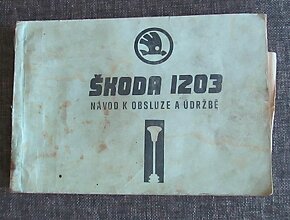 ŠKODA 1203
NÁVOD K OBSLUZE A ÚDRŽBĚ